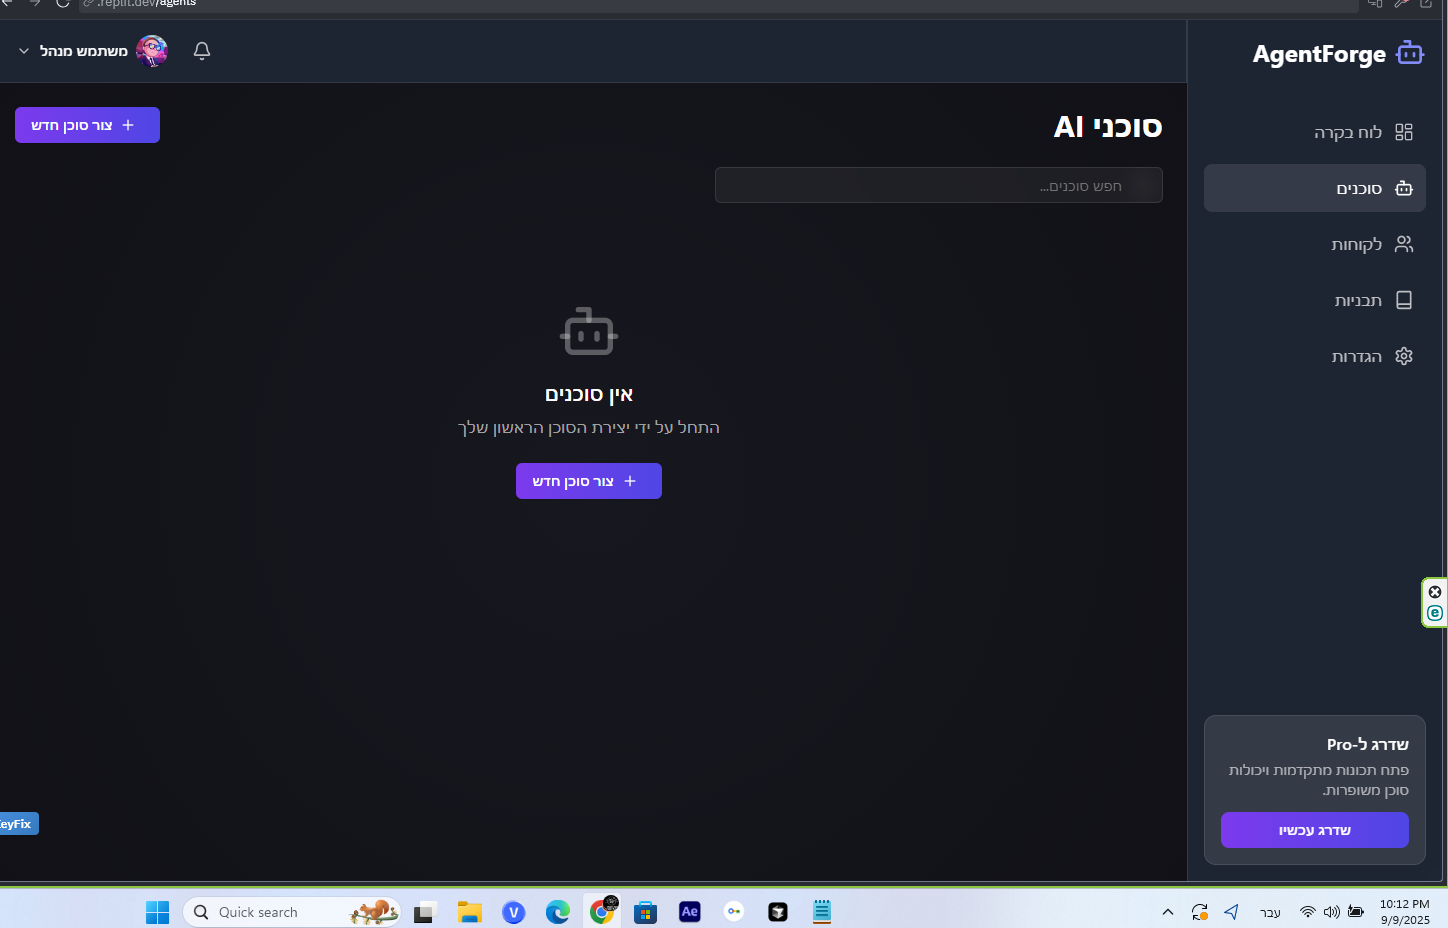 .replit.dev/agents
AgentForge
משתמש מנהל
לוח בקרה
סוכנים
לקוחות
תבניות
הגדרות
סוכני AI
צור סוכן חדש
חפש סוכנים...
אין סוכנים
התחל על ידי יצירת הסוכן הראשון שלך
צור סוכן חדש
שדרג ל-Pro
פתח תכונות מתקדמות ויכולות
סוכן משופרות.
שדרג עכשיו
eyFix
Quick search
V
Ae
עבר
10:12 PM
9/9/2025